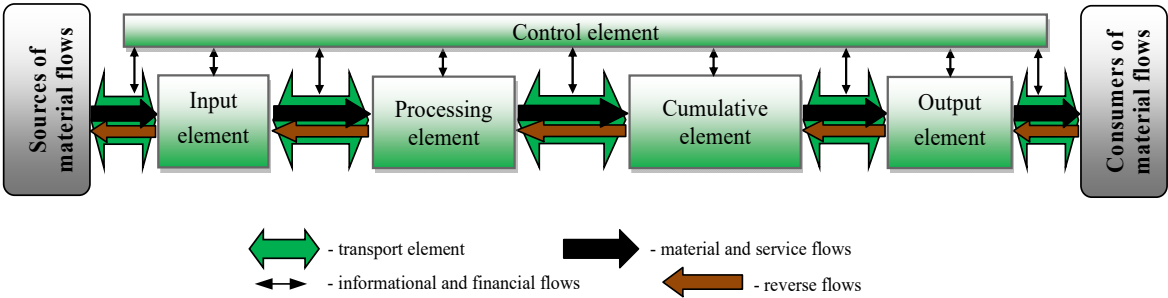 Control element
Sources of
material flows
Input
element
Processing
element
Cumulative
element
Output
element
Consumers of
material flows
- transport element
- material and service flows
- informational and financial flows
- reverse flows